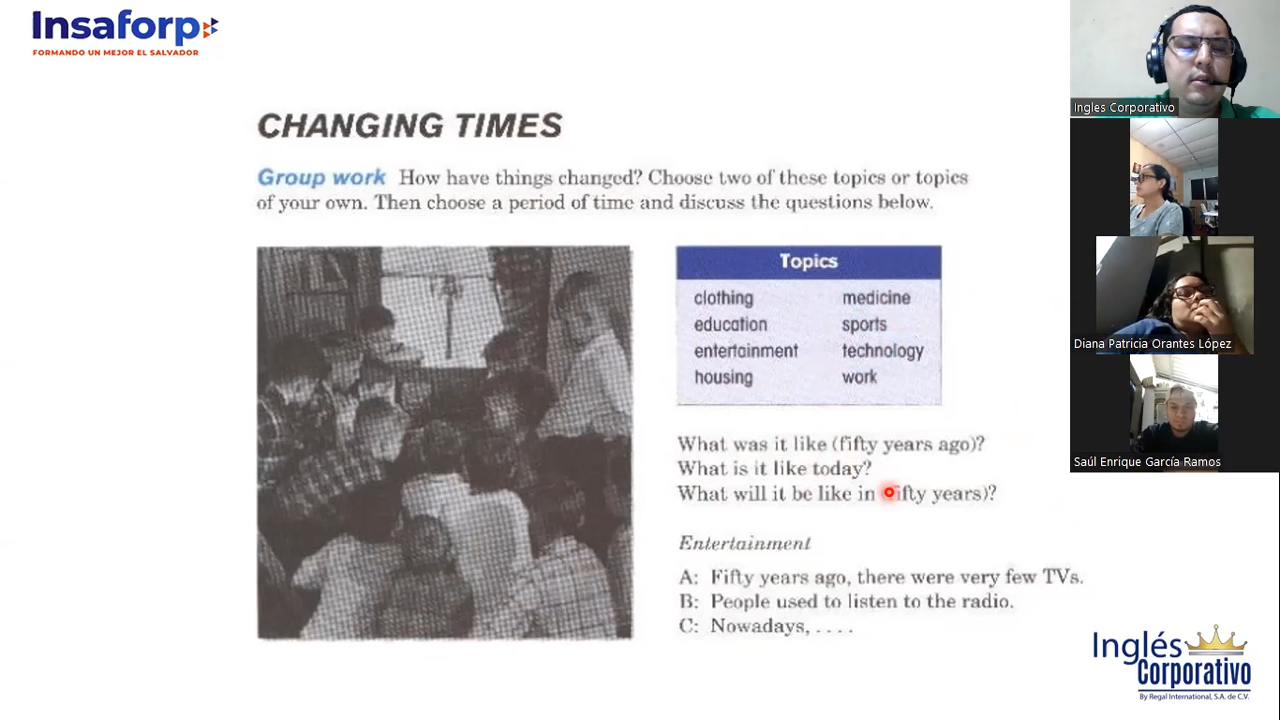 Insaforp
FORMANDO UN MEJOR EL SALVADOR
CHANGING TIMES
Group work How have things changed? Choose two of these topics or topics
of your own. Then choose a period of time and discuss the questions below.
Topics
clothing medicine
education sports
entertainment technology
housing work
What was it like (fifty years ago)?
What is it like today?
What will it be like in years)?
Entertainment
A: Fifty years ago, there were very few TVs.
B: People used to listen to the radio.
C: Nowadays, . . . .
Ingles Corporativo
Diana Patricia Orantes López
Saúl Enrique García Ramos
Inglés
Corporativo
By Regal International, S.A. de C.V.